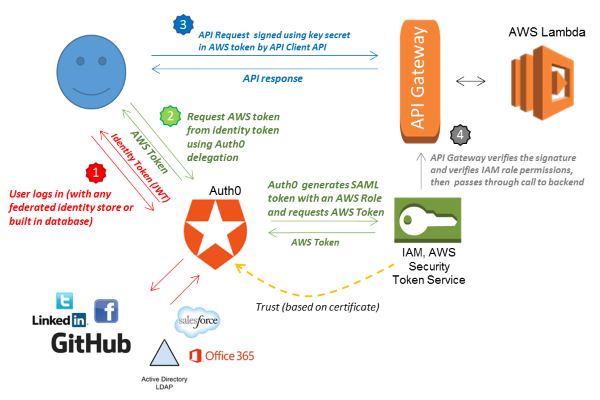 3
API Request signed using key secret
in AWS token by API Client API
API response
API Gateway
AWS Lambda
2
Request AWS token
from identity token
using Auth0
delegation
AWS Token
Identity Token (JWT)
1
User logs in (with any
federated identity store or
built in database)
4
API Gateway verifies the signature
and verifies IAM role permissions,
then passes through call to backend
Auth0
Auth0 generates SAML
token with an AWS Role
and requests AWS Token
AWS Token
IAM, AWS
Security
Token Service
Trust (based on certificate)
Linked in
GitHub
salesforce
Office 365
Active Directory
LDAP